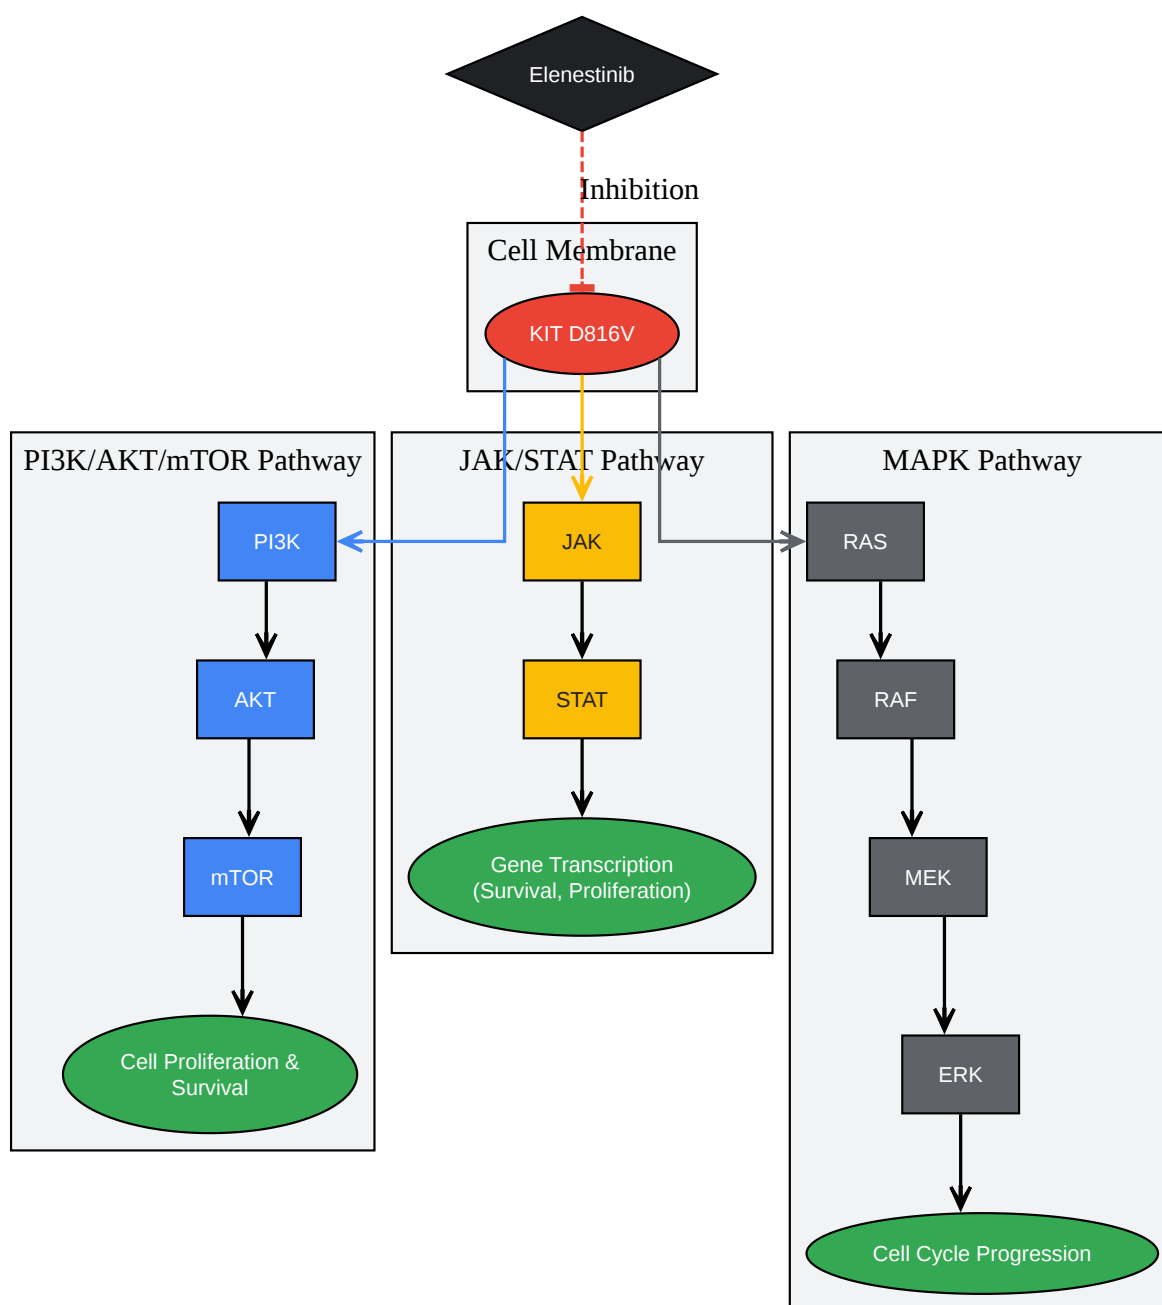 Elenestinib
Inhibition
Cell Membrane
KIT D816V
PI3K/AKT/mTOR Pathway
PI3K
AKT
mTOR
Cell Proliferation &
Survival
JAK/STAT Pathway
JAK
STAT
Gene Transcription
(Survival, Proliferation)
MAPK Pathway
RAS
RAF
MEK
ERK
Cell Cycle Progression